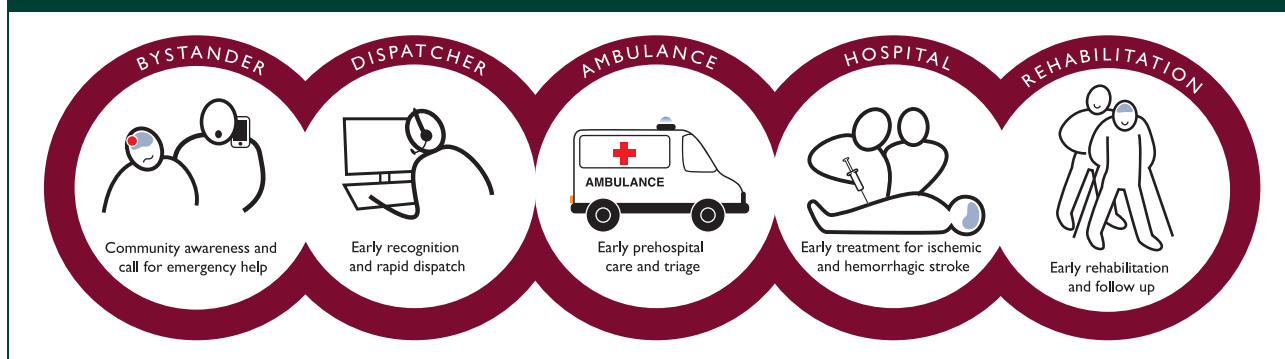 BYSTANDER
Community awareness and
call for emergency help
DISPATCHER
Early recognition
and rapid dispatch
AMBULANCE
AMBULANCE
Early prehospital
care and triage
HOSPITAL
Early treatment for ischemic
and hemorrhagic stroke
REHABILITATION
Early rehabilitation
and follow up